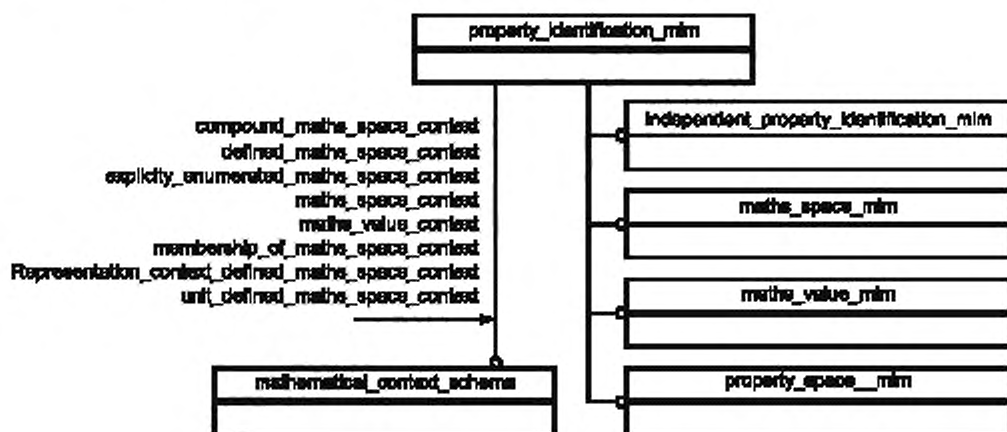 property_identification_mim
compound_maths_space_context
defined_maths_space_context
explicity_enumerated_maths_space_context
maths_space_context
maths_value_context
membership_of_maths_space_context
Representation_context_defined_maths_space_context
unit_defined_maths_space_context
mathematical_context_schema
independent_property_identification_mim
maths_space_mim
maths_value_mim
property_space__mim